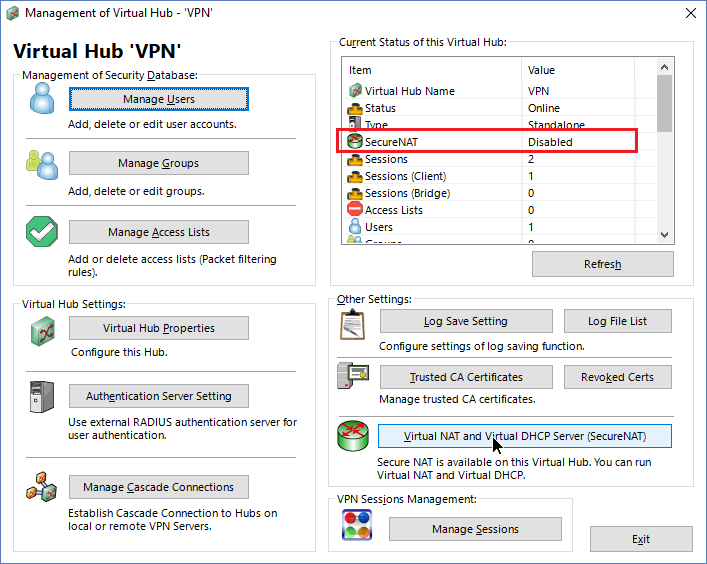 Management of Virtual Hub - 'VPN'
Virtual Hub 'VPN'
Management of Security Database:
Manage Users
Add, delete or edit user accounts.
Manage Groups
Add, delete or edit groups.
Manage Access Lists
Add or delete access lists (Packet filtering
rules).
Current Status of this Virtual Hub:
Item Value
Virtual Hub Name VPN
Status Online
Type Standalone
SecureNAT Disabled
Sessions 2
Sessions (Client) 1
Sessions (Bridge) 0
Access Lists 0
Users 1
Groups 0
Refresh
Virtual Hub Settings:
Virtual Hub Properties
Configure this Hub.
Authentication Server Setting
Use external RADIUS authentication server for
user authentication.
Manage Cascade Connections
Establish Cascade Connection to Hubs on
local or remote VPN Servers.
Other Settings:
Log Save Setting
Log File List
Configure settings of log saving function.
Trusted CA Certificates
Revoked Certs
Manage trusted CA certificates.
Virtual NAT and Virtual DHCP Server (SecureNAT)
Secure NAT is available on this Virtual Hub. You can run
Virtual NAT and Virtual DHCP.
VPN Sessions Management:
Manage Sessions
Exit